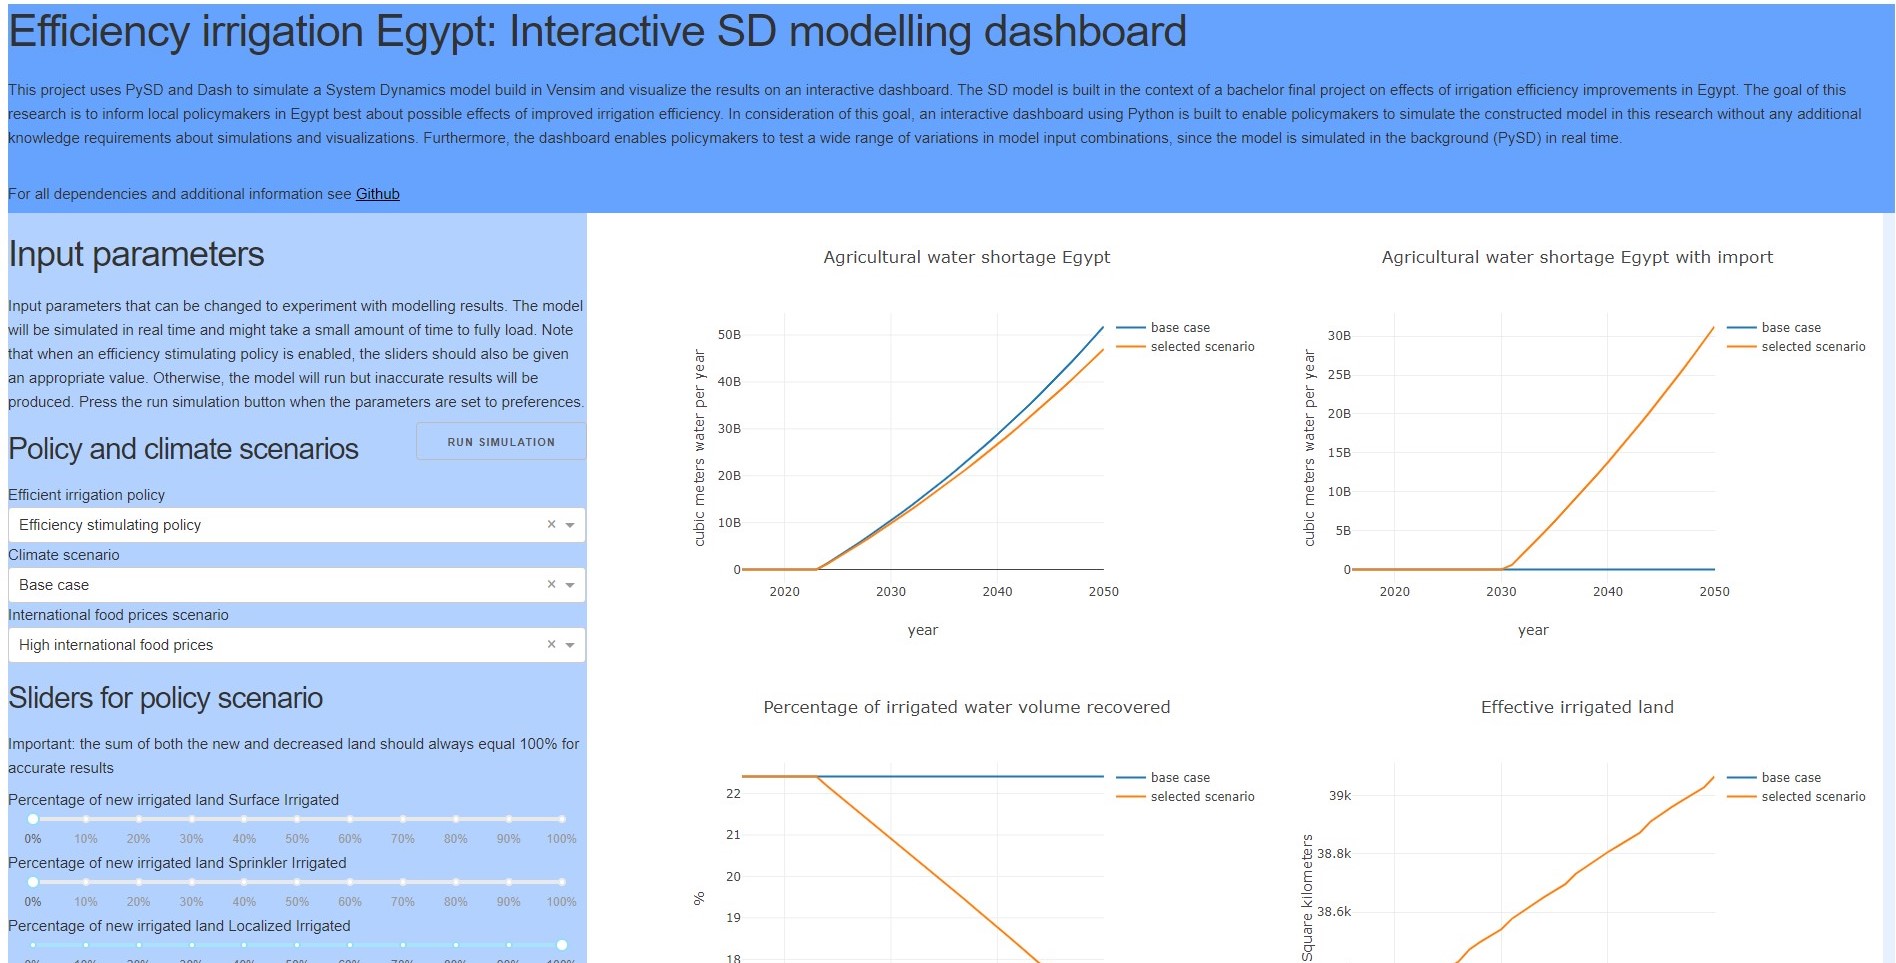 Efficiency irrigation Egypt: Interactive SD modelling dashboard
This project uses PySD and Dash to simulate a System Dynamics model build in Vensim and visualize the results on an interactive dashboard. The SD model is built in the context of a bachelor final project on effects of irrigation efficiency improvements in Egypt. The goal of this
research is to inform local policymakers in Egypt best about possible effects of improved irrigation efficiency. In consideration of this goal, an interactive dashboard using Python is built to enable policymakers to simulate the constructed model in this research without any additional
knowledge requirements about simulations and visualizations. Furthermore, the dashboard enables policymakers to test a wide range of variations in model input combinations, since the model is simulated in the background (PySD) in real time.
For all dependencies and additional information see Github
Input parameters
Input parameters that can be changed to experiment with modelling results. The model
will be simulated in real time and might take a small amount of time to fully load. Note
that when an efficiency stimulating policy is enabled, the sliders should also be given
an appropriate value. Otherwise, the model will run but inaccurate results will be
produced. Press the run simulation button when the parameters are set to preferences.
Policy and climate scenarios
RUN SIMULATION
Efficient irrigation policy
Efficiency stimulating policy
Climate scenario
Base case
International food prices scenario
High international food prices
Sliders for policy scenario
Important: the sum of both the new and decreased land should always equal 100% for
accurate results
Percentage of new irrigated land Surface Irrigated
0% 10% 20% 30% 40% 50% 60% 70% 80% 90% 100%
Percentage of new irrigated land Sprinkler Irrigated
0% 10% 20% 30% 40% 50% 60% 70% 80% 90% 100%
Percentage of new irrigated land Localized Irrigated
Agricultural water shortage Egypt
cubic meters water per year
50B
40B
30B
20B
10B
0
2020 2030 2040 2050
year
base case
selected scenario
Agricultural water shortage Egypt with import
cubic meters water per year
30B
25B
20B
15B
10B
5B
0
2020 2030 2040 2050
year
base case
selected scenario
Percentage of irrigated water volume recovered
%
22
21
20
19
18
base case
selected scenario
Effective irrigated land
Square kilometers
39k
38.8k
38.6k
base case
selected scenario